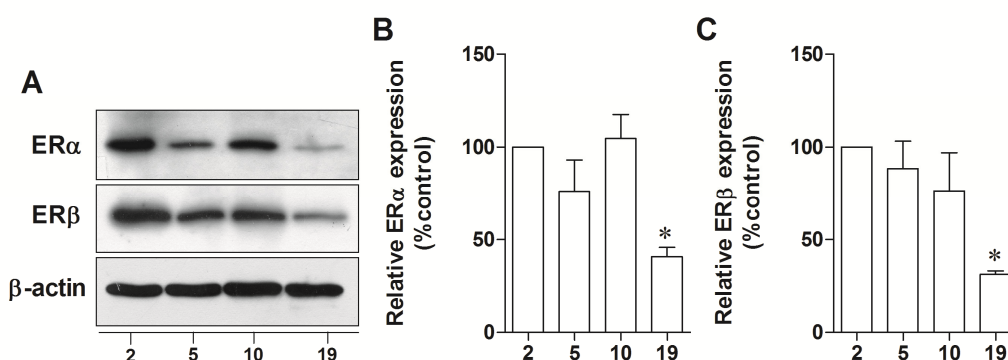 A
ERα
ERβ
β-actin
2 5 10 19
B
Relative ERα expression
(%control)
150
100
50
0
*
2 5 10 19
C
Relative ERβ expression
(%control)
150
100
50
0
*
2 5 10 19